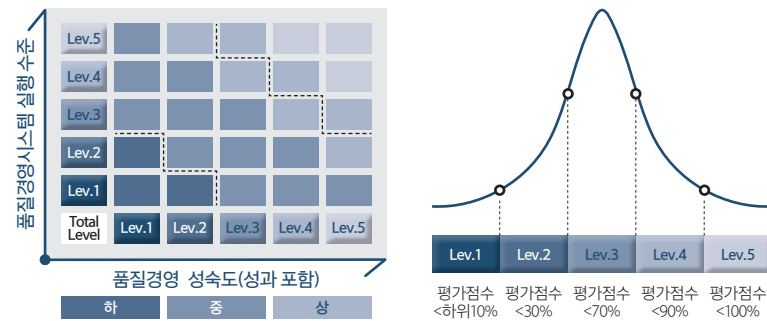 품질경영시스템 실행 수준
Lev.5
Lev.4
Lev.3
Lev.2
Lev.1
Total
Level
Lev.1 Lev.2 Lev.3 Lev.4 Lev.5
품질경영 성숙도(성과 포함)
하 중 상
Lev.1 Lev.2 Lev.3 Lev.4 Lev.5
평가점수 평가점수 평가점수 평가점수 평가점수
<하위10% <30% <70% <90% <100%